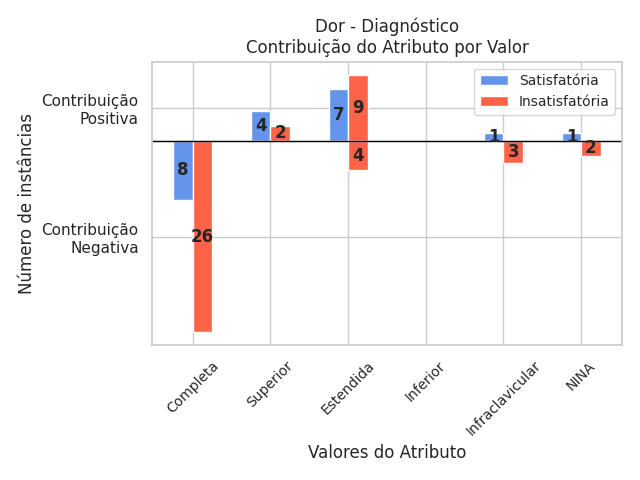 Dor - Diagnóstico
Contribuição do Atributo por Valor
Satisfatória
Insatisfatória
Contribuição
Positiva
Contribuição
Negativa
Número de instâncias
8
26
4
2
7
9
4
1
3
1
2
Completa
Superior
Estendida
Inferior
Infraclavicular
NINA
Valores do Atributo